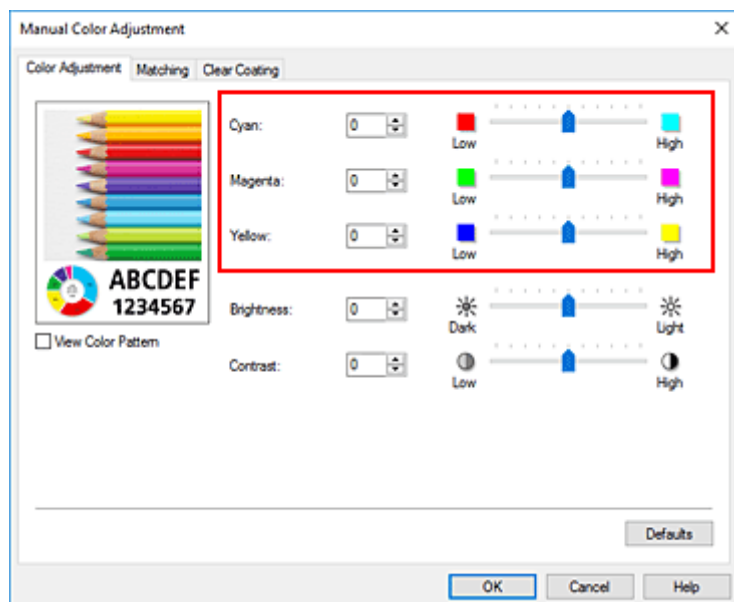 Manual Color Adjustment
Color Adjustment Matching Clear Coating
Cyan: 0 Low High
Magenta: 0 Low High
Yellow: 0 Low High
ABCDEF
1234567
Brightness: 0 Dark Light
View Color Pattern
Contrast: 0 Low High
Defaults
OK Cancel Help